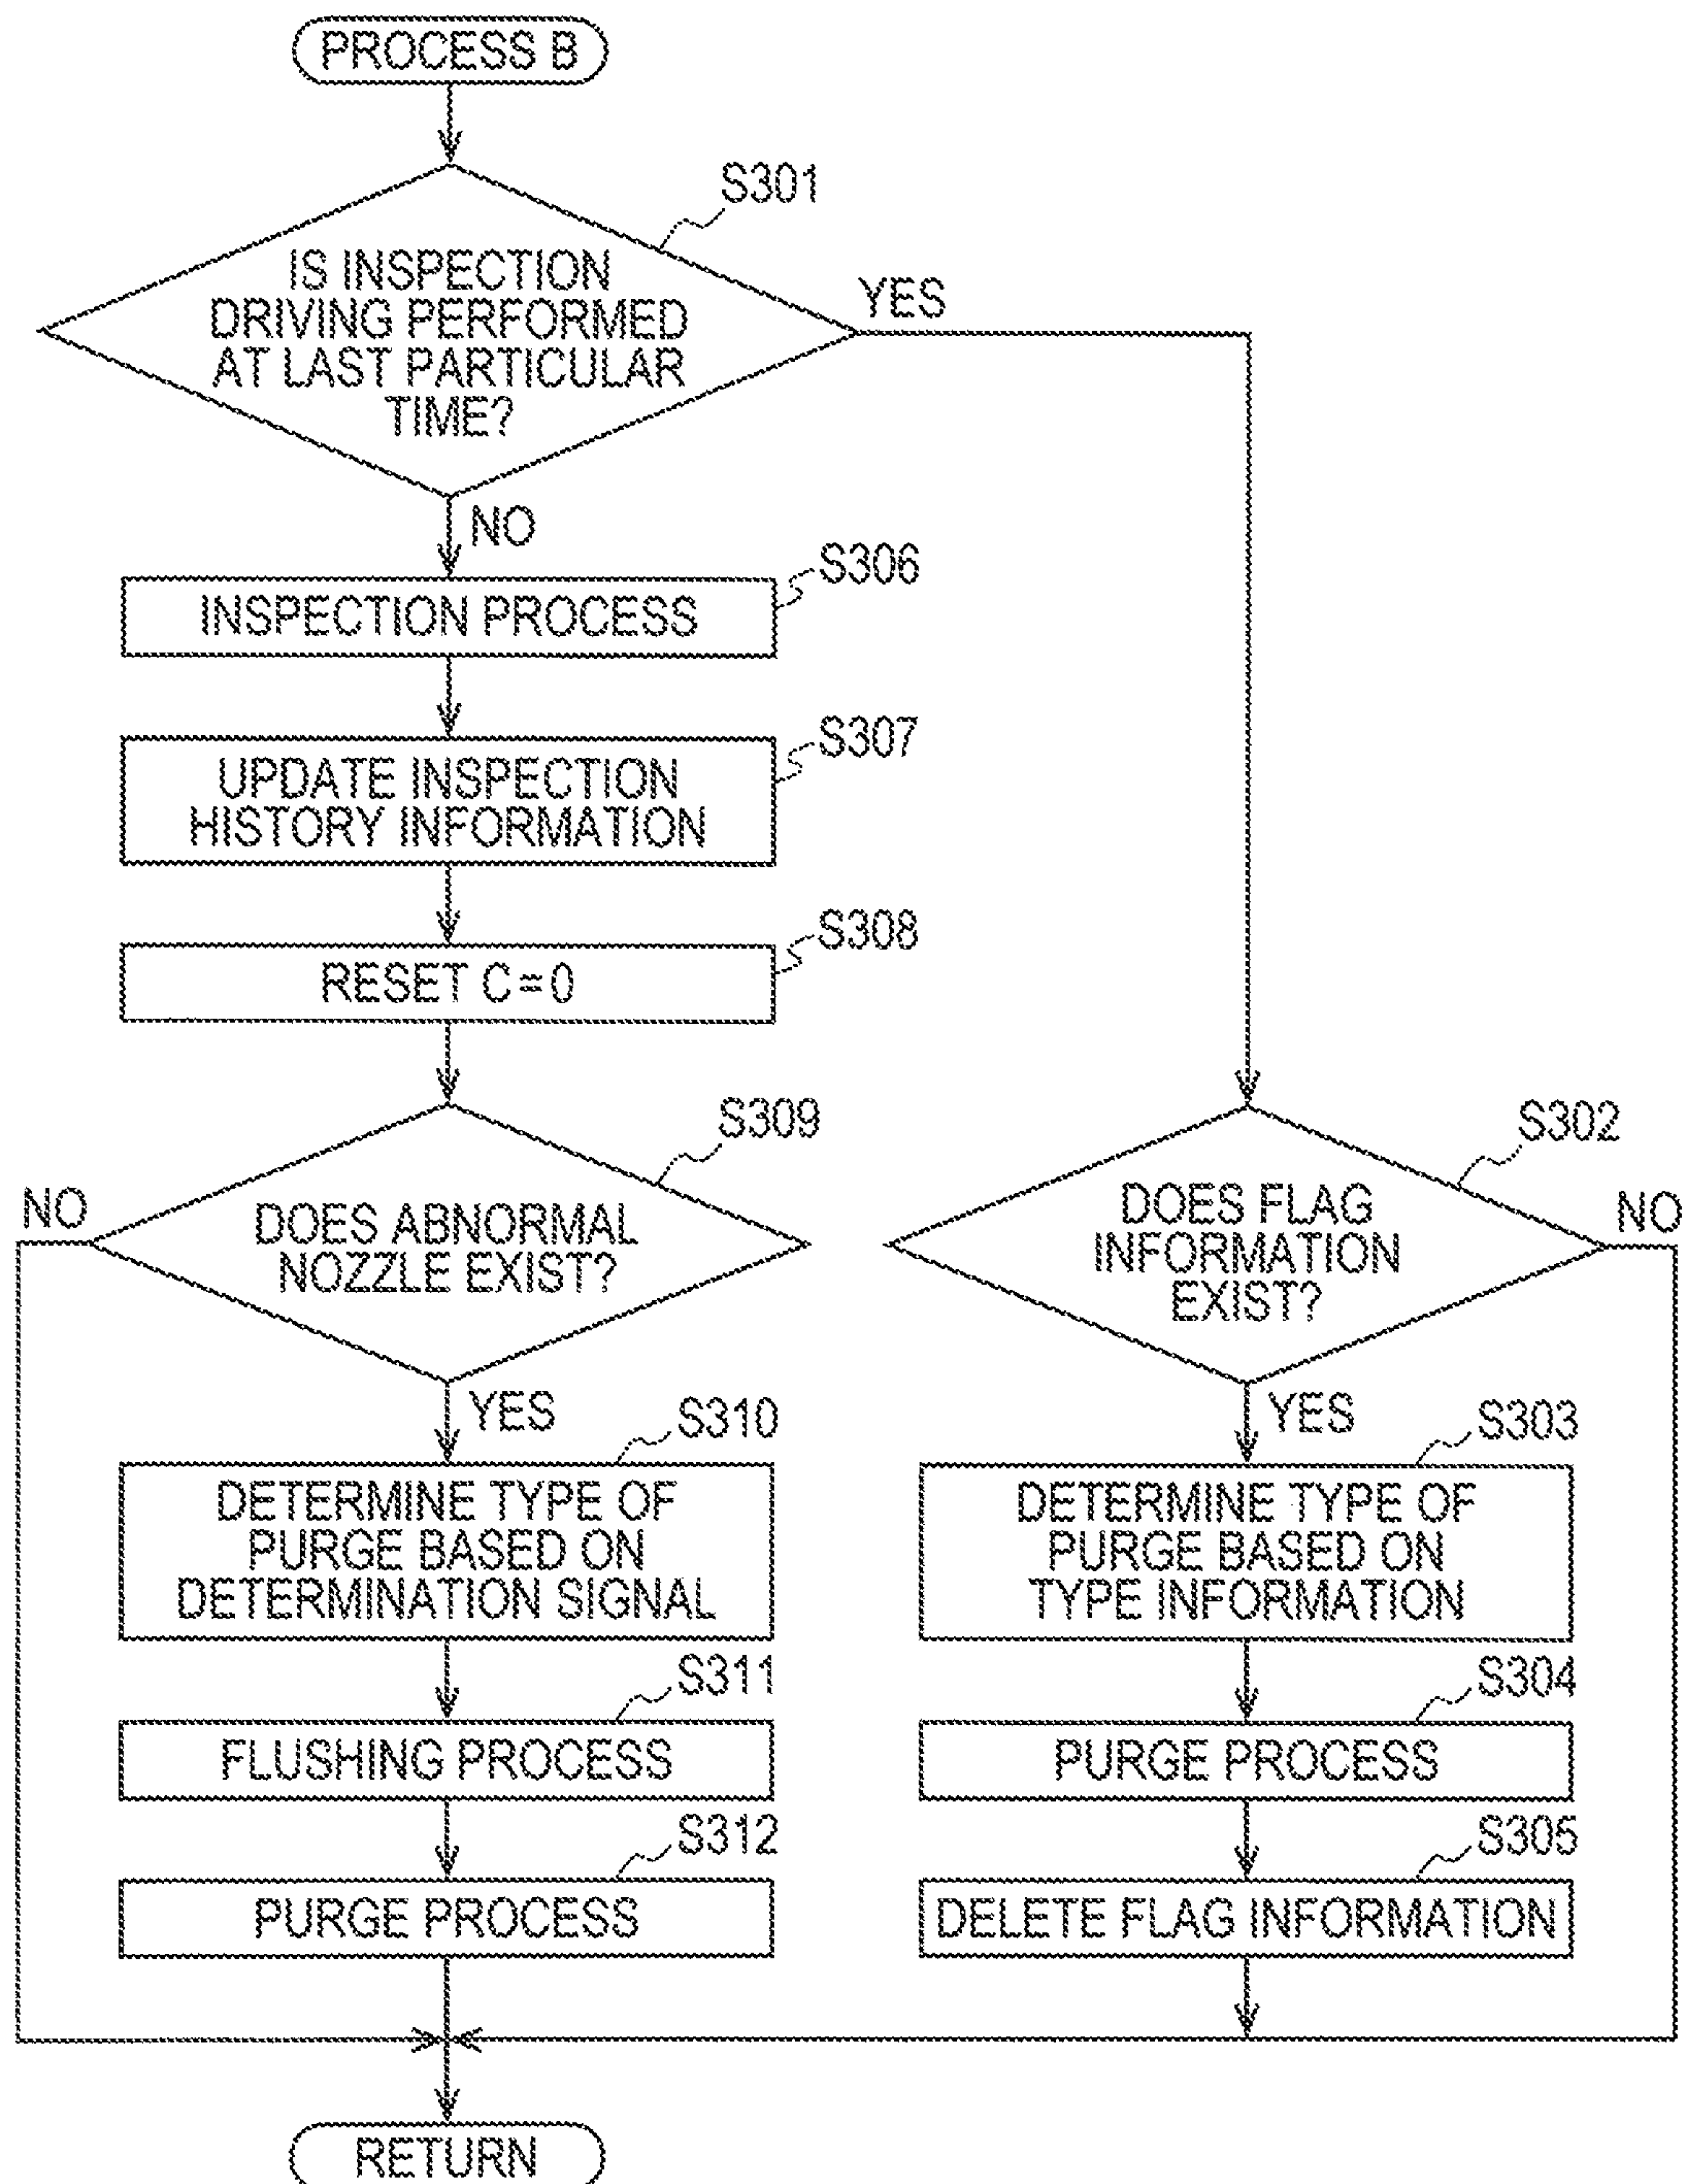 PROCESS B
S301
IS INSPECTION
DRIVING PERFORMED
AT LAST PARTICULAR
TIME?
YES
NO
S306
INSPECTION PROCESS
S307
UPDATE INSPECTION
HISTORY INFORMATION
S308
RESET C=0
S309
DOES ABNORMAL
NOZZLE EXIST?
NO
YES
S310
DETERMINE TYPE OF
PURGE BASED ON
DETERMINATION SIGNAL
S311
FLUSHING PROCESS
S312
PURGE PROCESS
S302
DOES FLAG
INFORMATION
EXIST?
NO
YES
S303
DETERMINE TYPE OF
PURGE BASED ON
TYPE INFORMATION
S304
PURGE PROCESS
S305
DELETE FLAG INFORMATION
RETURN